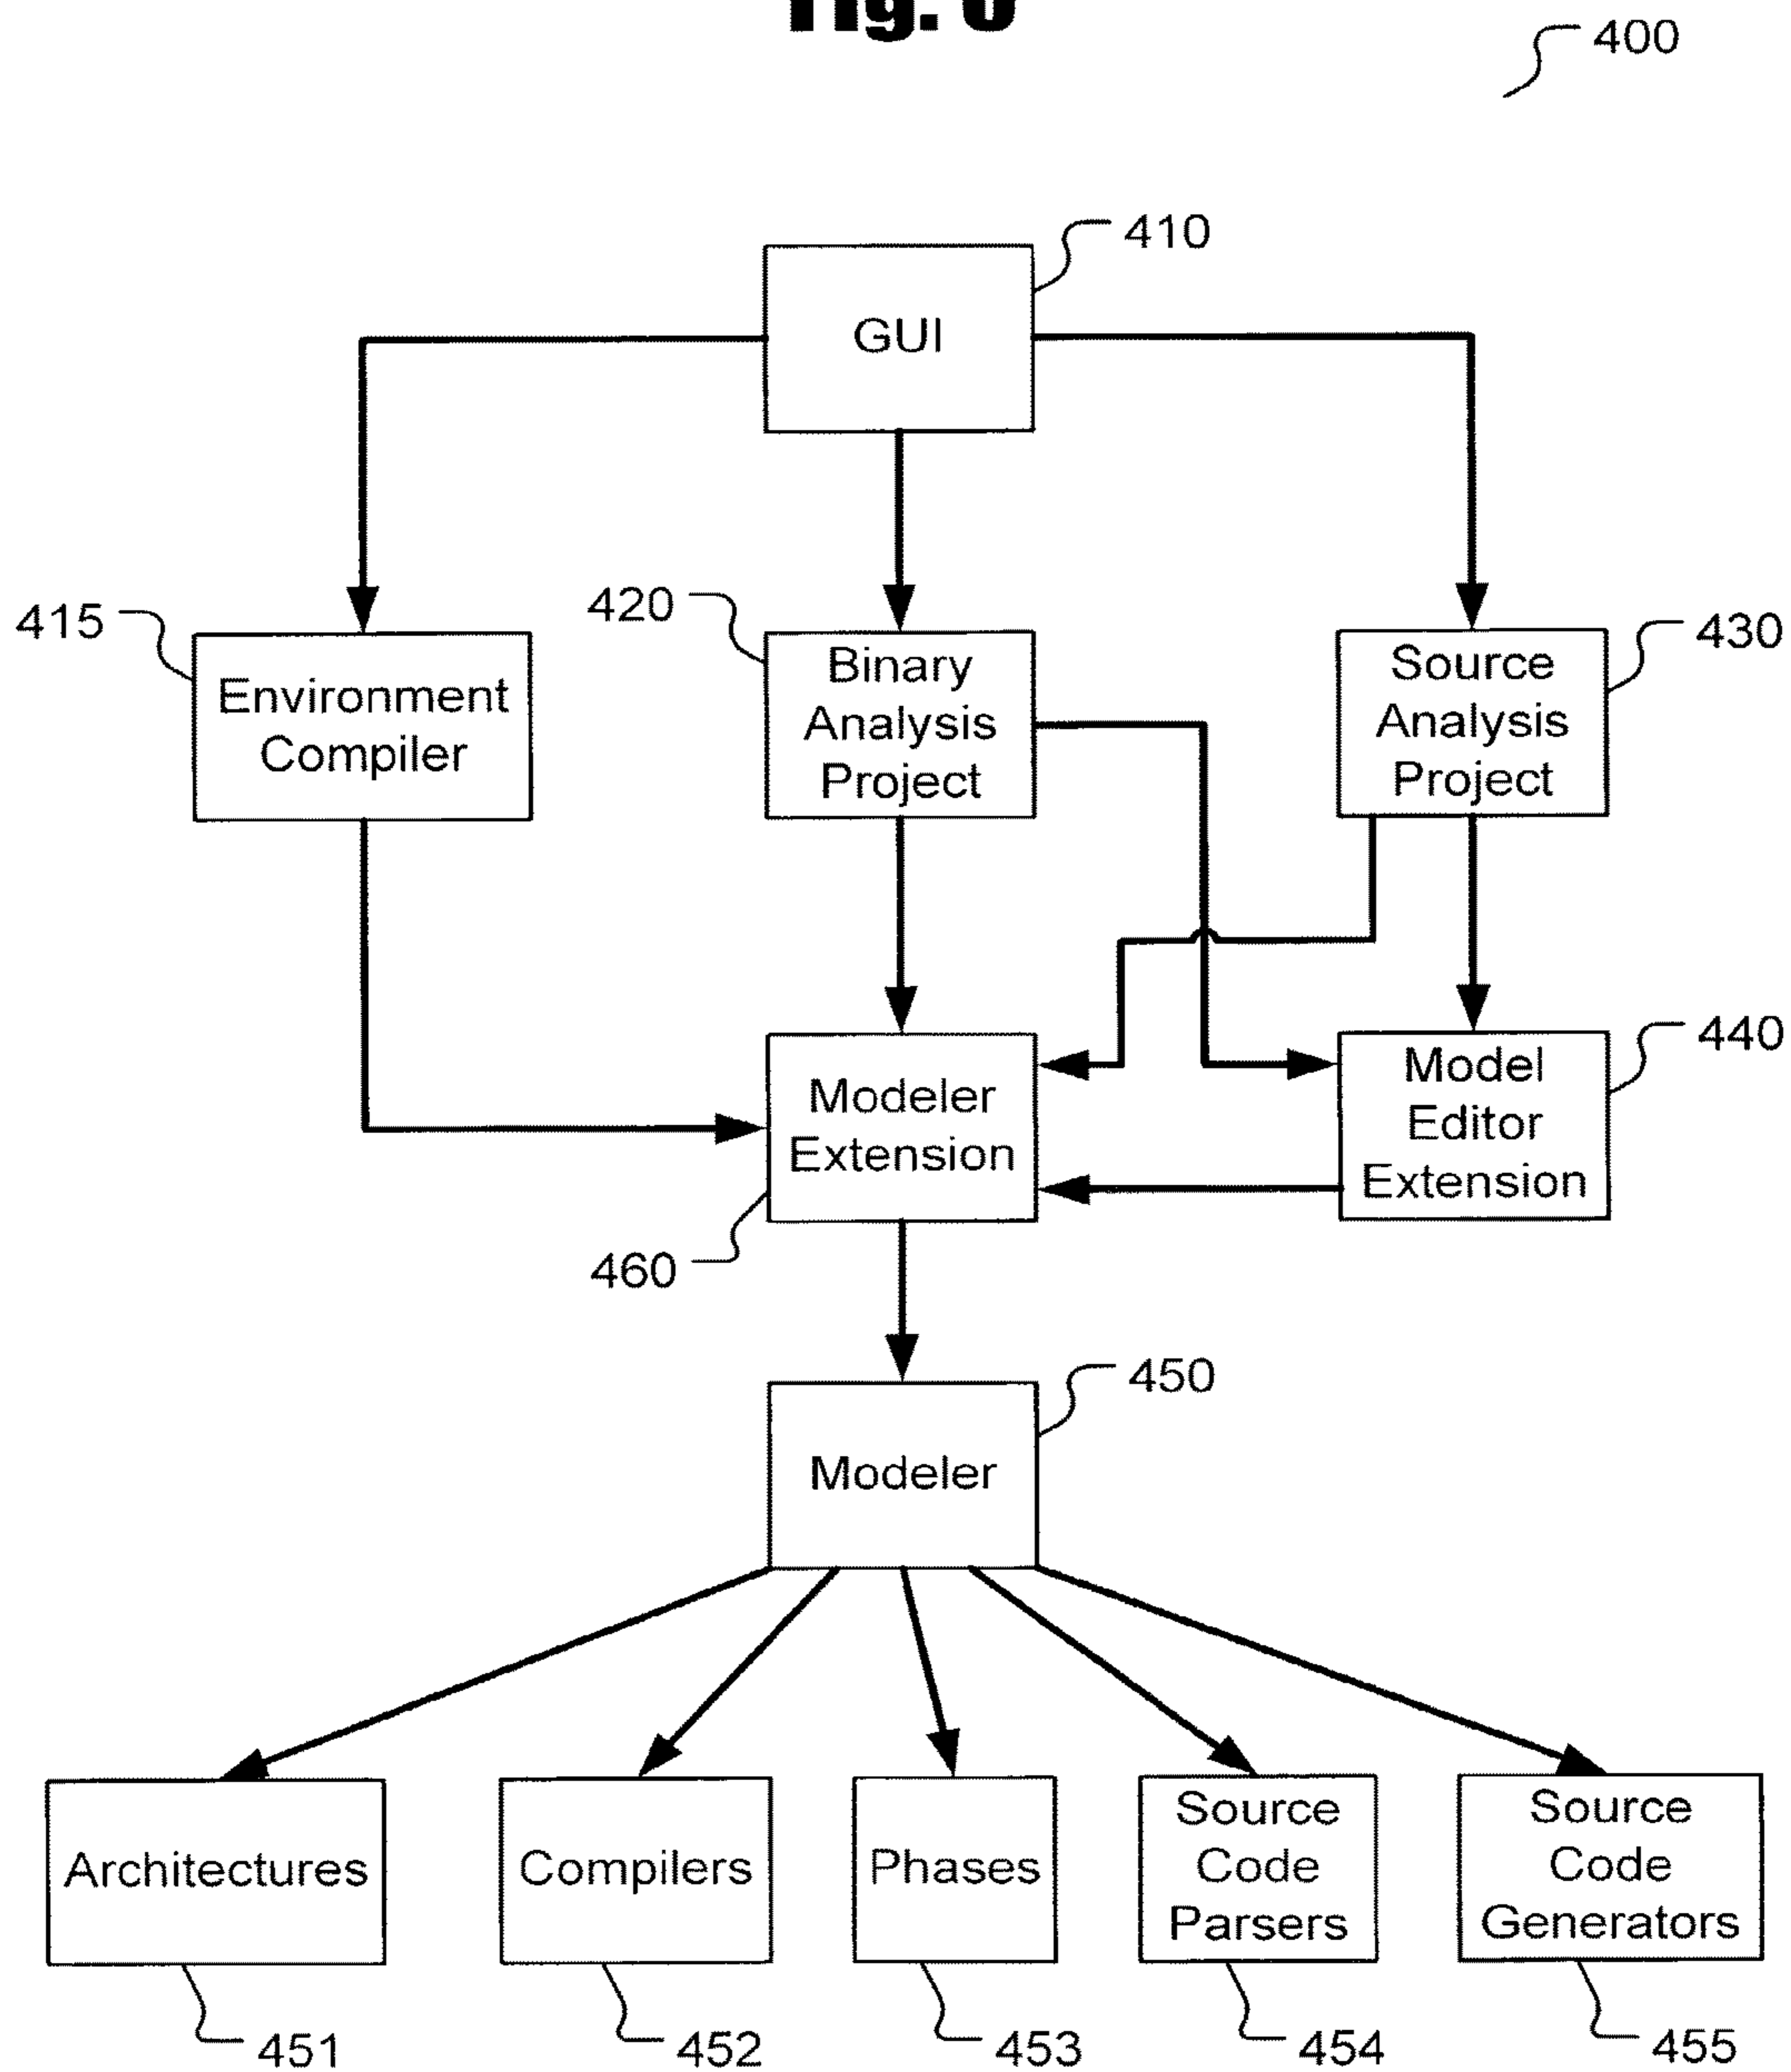 Fig.
400
410
GUI
415
Environment
Compiler
420
Binary
Analysis
Project
430
Source
Analysis
Project
Modeler
Extension
460
440
Model
Editor
Extension
450
Modeler
Architectures
451
Compilers
452
Phases
453
Source
Code
Parsers
454
Source
Code
Generators
455